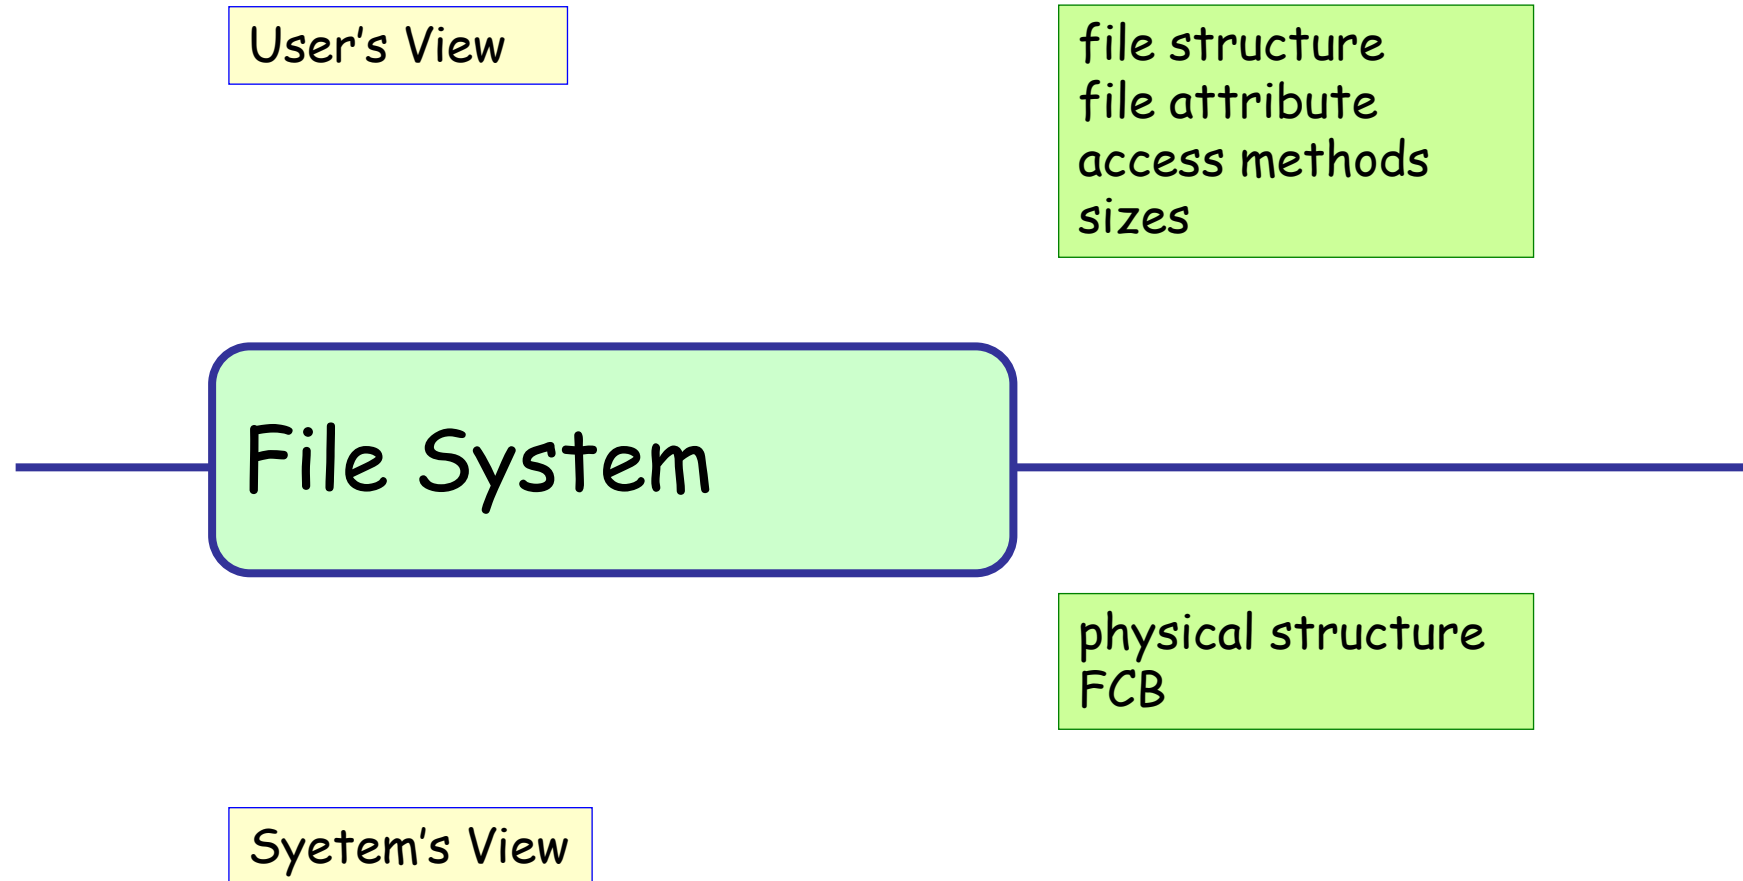 User’s View
file structure
file attribute
access methods
sizes
File System
physical structure
FCB
Syetem’s View